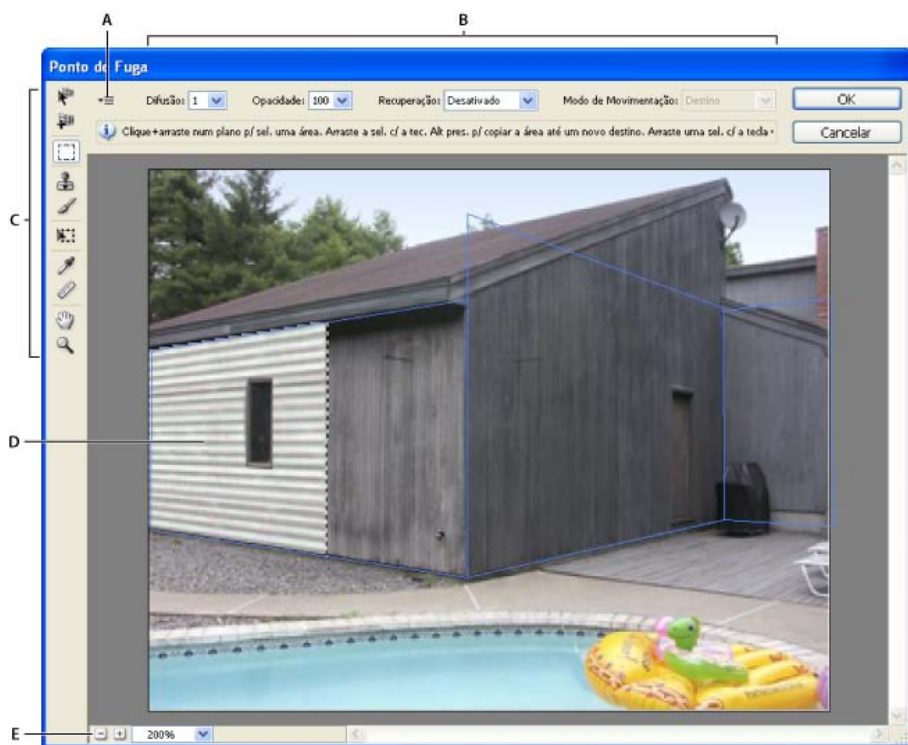 A
B
Ponto de Fuga
Difusão: 1 Opacidade: 100 Recuperação: Desativado Modo de Movimentação: Destino
OK
Clique+arraste num plano p/ sel. uma área. Arraste a sel. c/ a tec. Alt pres. p/ copiar a área até um novo destino. Arraste uma sel. c/ a tecla
Cancelar
C
D
E
200%